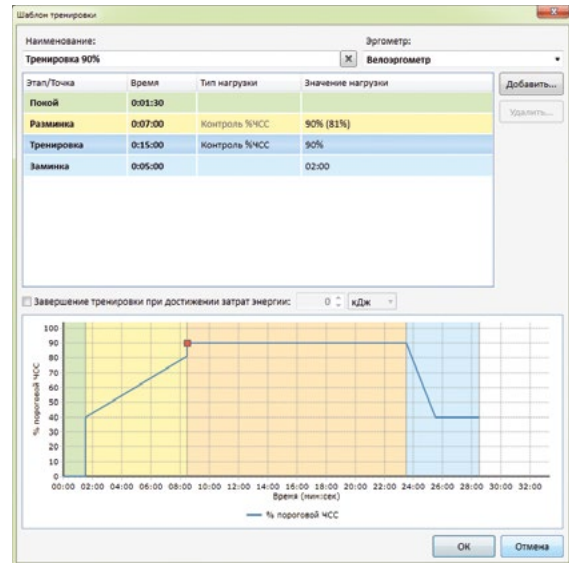 Шаблон тренировки
Наименование: Эргометр:
Тренировка 90% Велоэргометр
Этап/Точка Время Тип нагрузки Значение нагрузки
Добавить...
Покой 0:01:30
Удалить...
Разминка 0:07:00 Контроль %ЧСС 90% (81%)
Тренировка 0:15:00 Контроль %ЧСС 90%
Заминка 0:05:00 02:00
Завершение тренировки при достижении затрат энергии: 0 кДж
% пороговой ЧСС
100
90
80
70
60
50
40
30
20
10
0
00:00 02:00 04:00 06:00 08:00 10:00 12:00 14:00 16:00 18:00 20:00 22:00 24:00 26:00 28:00 30:00 32:00
Время (мин:сек)
% пороговой ЧСС
ОК Отмена